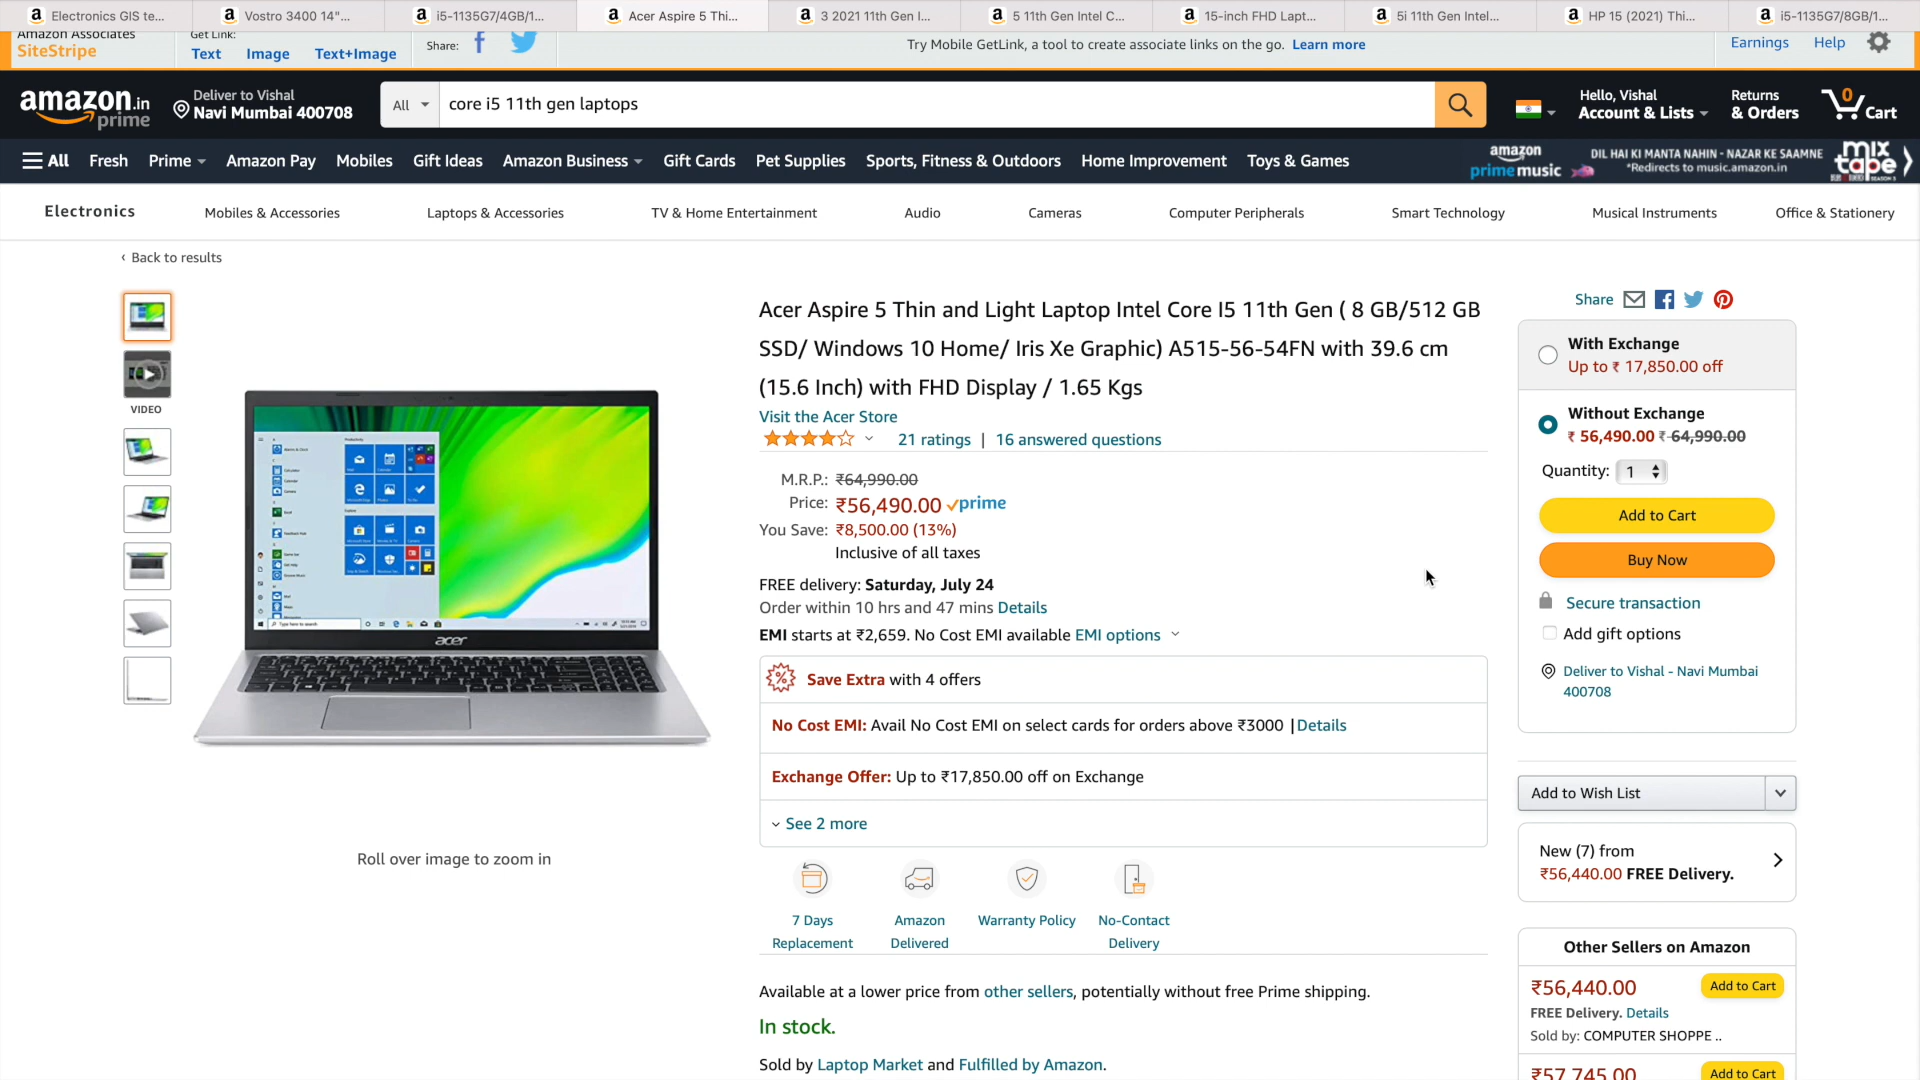 Electronics GIS te...
Vostro 3400 14"...
i5-1135G7/4GB/1...
Acer Aspire 5 Thi...
3 2021 11th Gen I...
5 11th Gen Intel C...
15-inch FHD Lapt...
5i 11th Gen Intel...
HP 15 (2021) Thi...
i5-1135G7/8GB/1...
Amazon Associates
SiteStripe
Get Link:
Text Image Text+Image
Share:
Try Mobile GetLink, a tool to create associate links on the go. Learn more
Earnings Help
amazon.in
prime
Deliver to Vishal
Navi Mumbai 400708
All
core i5 11th gen laptops
Hello, Vishal
Account & Lists
Returns
& Orders
0
Cart
All Fresh Prime Amazon Pay Mobiles Gift Ideas Amazon Business Gift Cards Pet Supplies Sports, Fitness & Outdoors Home Improvement Toys & Games
amazon
prime music
DIL HAI KI MANTA NAHIN - NAZAR KE SAAMNE
*Redirects to music.amazon.in
mix
tape
Electronics Mobiles & Accessories Laptops & Accessories TV & Home Entertainment Audio Cameras Computer Peripherals Smart Technology Musical Instruments Office & Stationery
‹ Back to results
VIDEO
acer
Roll over image to zoom in
Acer Aspire 5 Thin and Light Laptop Intel Core I5 11th Gen ( 8 GB/512 GB
SSD/ Windows 10 Home/ Iris Xe Graphic) A515-56-54FN with 39.6 cm
(15.6 Inch) with FHD Display / 1.65 Kgs
Visit the Acer Store
21 ratings | 16 answered questions
M.R.P.: ₹64,990.00
Price: ₹56,490.00 prime
You Save: ₹8,500.00 (13%)
Inclusive of all taxes
FREE delivery: Saturday, July 24
Order within 10 hrs and 47 mins Details
EMI starts at ₹2,659. No Cost EMI available EMI options
Save Extra with 4 offers
No Cost EMI: Avail No Cost EMI on select cards for orders above ₹3000 |Details
Exchange Offer: Up to ₹17,850.00 off on Exchange
See 2 more
7 Days
Replacement
Amazon
Delivered
Warranty Policy
No-Contact
Delivery
Available at a lower price from other sellers, potentially without free Prime shipping.
In stock.
Sold by Laptop Market and Fulfilled by Amazon.
Share
With Exchange
Up to ₹ 17,850.00 off
Without Exchange
₹ 56,490.00 ₹ 64,990.00
Quantity: 1
Add to Cart
Buy Now
Secure transaction
Add gift options
Deliver to Vishal - Navi Mumbai
400708
Add to Wish List
New (7) from
₹56,440.00 FREE Delivery.
Other Sellers on Amazon
₹56,440.00
Add to Cart
FREE Delivery. Details
Sold by: COMPUTER SHOPPE ..
₹57,745.00
Add to Cart